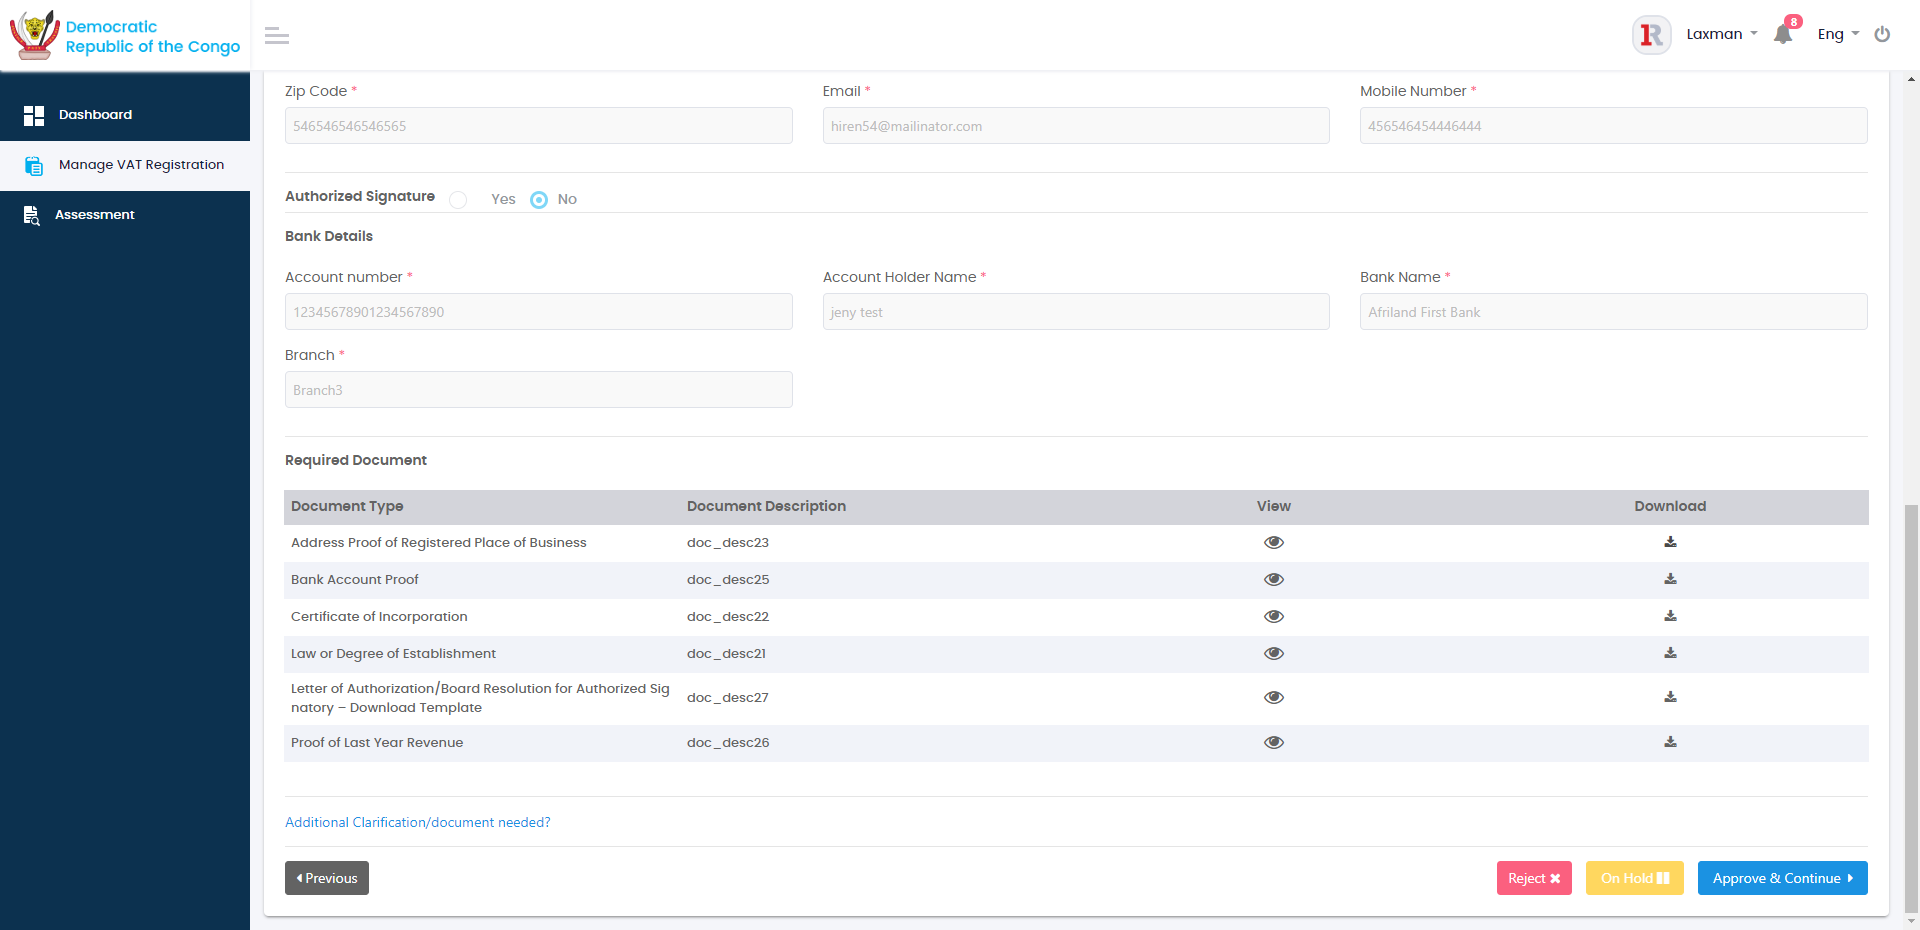 Democratic
Republic of the Congo
1R
Laxman
8
Eng
Dashboard
Manage VAT Registration
Assessment
Zip Code *
Email *
Mobile Number *
546546546546565
hiren54@mailinator.com
456546454446444
Authorized Signature Yes No
Bank Details
Account number *
Account Holder Name *
Bank Name *
12345678901234567890
jeny test
Afriland First Bank
Branch *
Branch3
Required Document
Document Type Document Description View Download
Address Proof of Registered Place of Business doc_desc23
Bank Account Proof doc_desc25
Certificate of Incorporation doc_desc22
Law or Degree of Establishment doc_desc21
Letter of Authorization/Board Resolution for Authorized Sig
natory – Download Template doc_desc27
Proof of Last Year Revenue doc_desc26
Additional Clarification/document needed?
Previous
Reject
On Hold
Approve & Continue